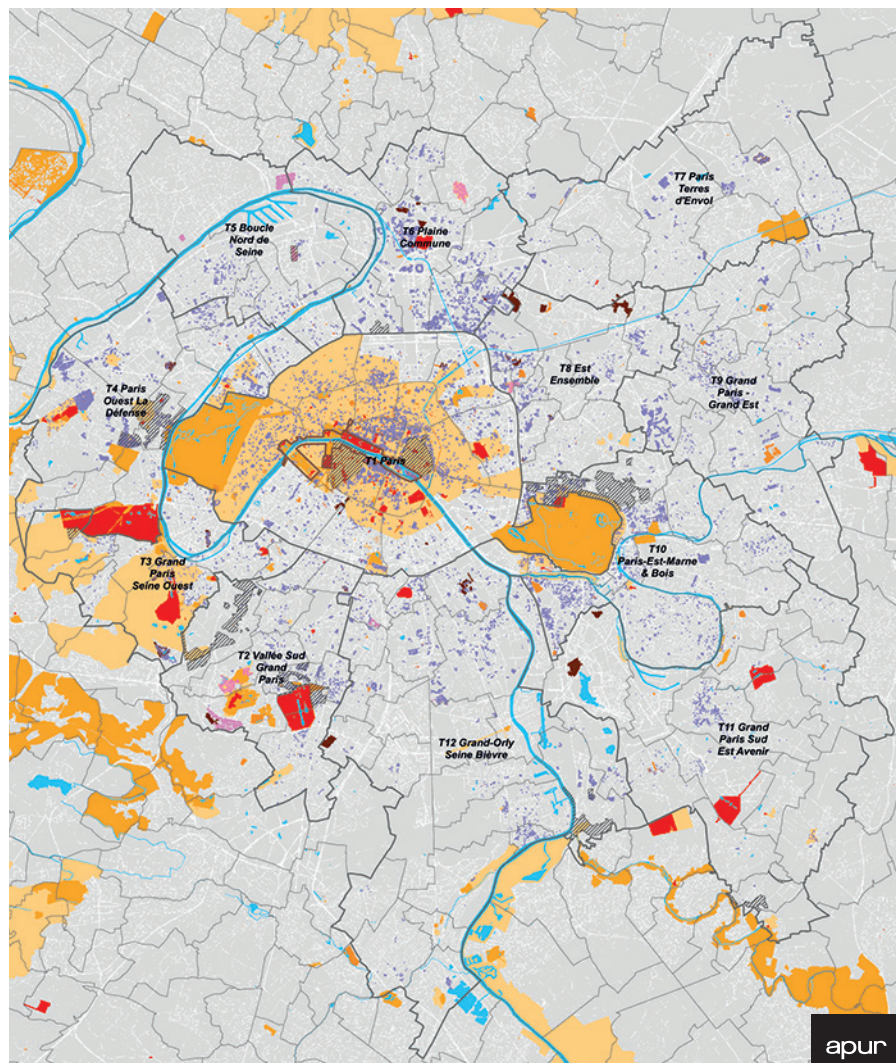 T7 Paris
Terres
d'Envol
T5 Boucle
Nord de
Seine
T6 Plaine
Commune
T8 Est
Ensemble
T9 Grand
Paris -
Grand Est
T4 Paris
Ouest La
Défense
T1 Paris
T10
Paris-Est-Marne
& Bois
T3 Grand
Paris
Seine Ouest
T2 Vallée Sud
Grand
Paris
T12 Grand-Orly
Seine Bièvre
T11 Grand
Paris Sud
Est Avenir
apur